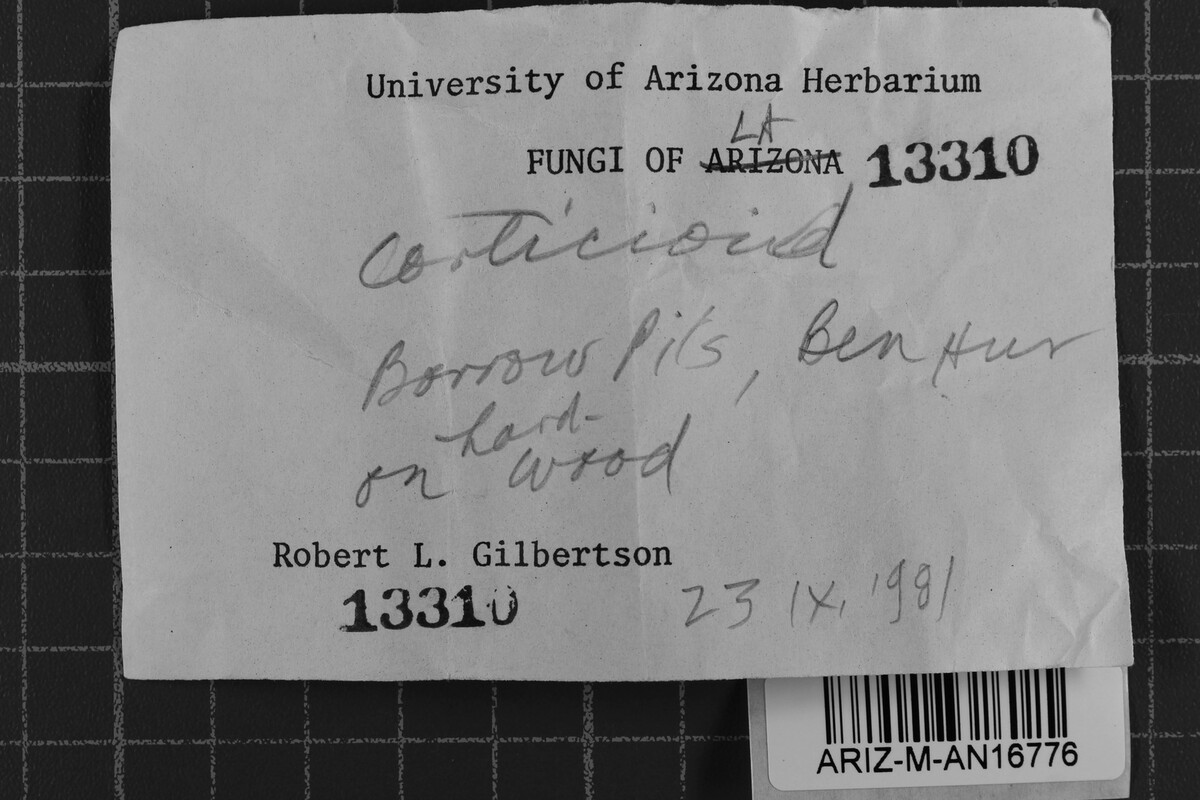 University of Arizona Herbarium
LA
FUNGI OF ARIZONA 13310
Corticioid
Borrow Pits, Ben Hur
on hard-
wood
Robert L. Gilbertson
13310 23 IX, 1981
ARIZ-M-AN16776